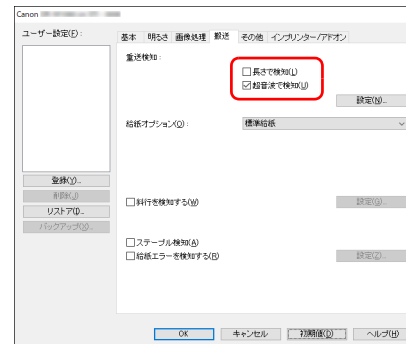 Canon
ユーザー設定(F):
基本 明るさ 画像処理 搬送 その他 インプリンター/アドオン
重送検知:
長さで検知(L)
超音波で検知(U)
設定(N)...
給紙オプション(O): 標準給紙
登録(Y)...
削除(J)
リストア(I)...
バックアップ(X)...
斜行を検知する(W) 設定(G)...
ステープル検知(A)
給紙エラーを検知する(R) 設定(Z)...
OK キャンセル 初期値(D) ヘルプ(H)